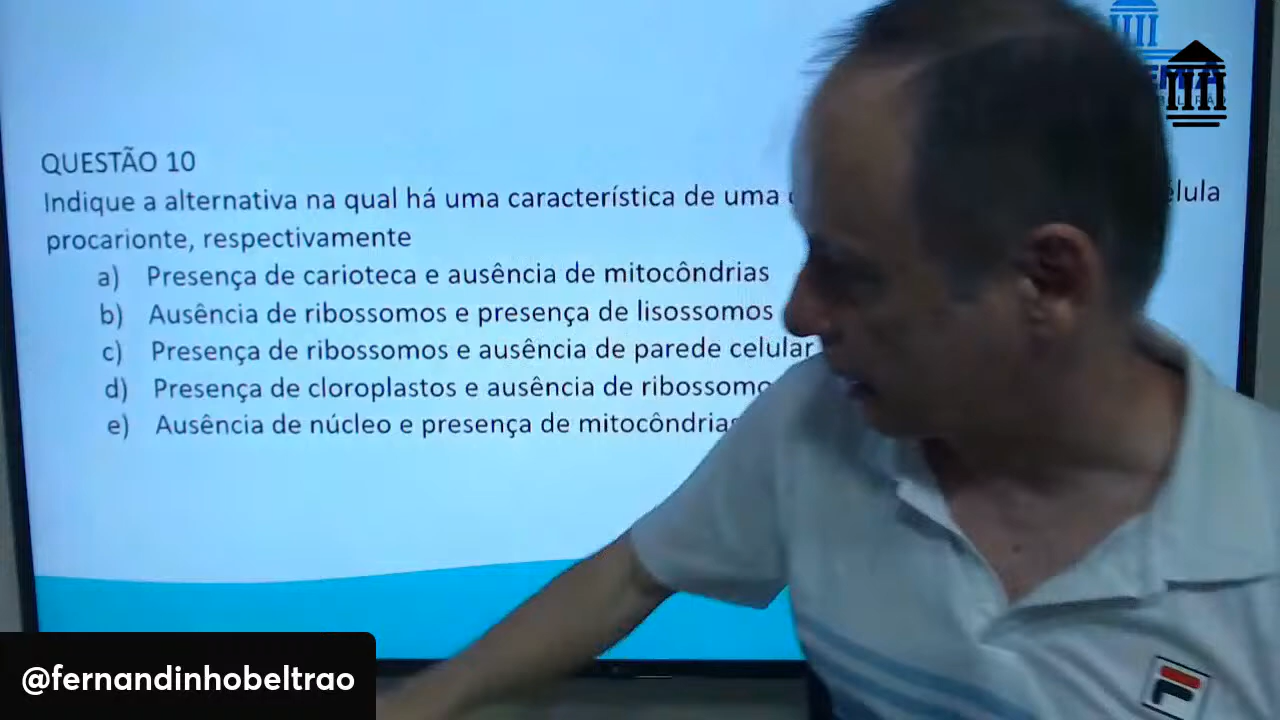 QUESTÃO 10
Indique a alternativa na qual há uma característica de uma
procarionte, respectivamente
a) Presença de carioteca e ausência de mitocôndrias
b) Ausência de ribossomos e presença de lisossomos
c) Presença de ribossomos e ausência de parede celular
d) Presença de cloroplastos e ausência de
e) Ausência de núcleo e presença de mitocôndrias
@fernandinhobeltrao